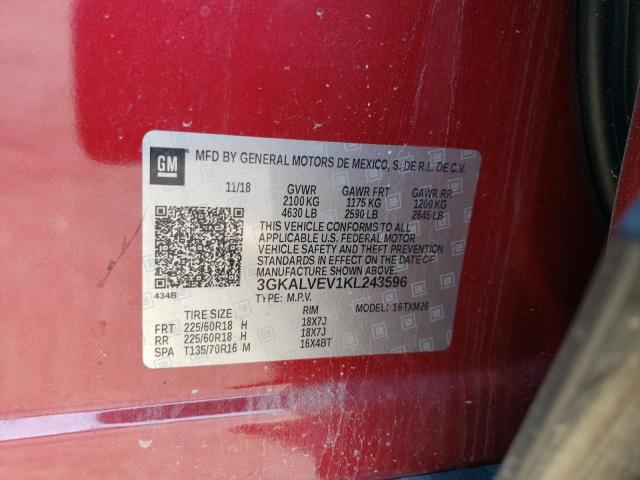 GM MFD BY GENERAL MOTORS DE MEXICO, S. DE R.L. DE C.V.
11/18 GVWR GAWR FRT GAWR RR
2100 KG 1175 KG 1200 KG
4630 LB 2590 LB 2645 LB
THIS VEHICLE CONFORMS TO ALL
APPLICABLE U.S. FEDERAL MOTOR
VEHICLE SAFETY AND THEFT PREVENTION
STANDARDS IN EFFECT ON THE DATE OF
MANUFACTURE SHOWN ABOVE.
3GKALVEV1KL243596
434B
TYPE: M.P.V. MODEL: 16TXM26
TIRE SIZE RIM
FRT 225/60R18 H 18X7J
RR 225/60R18 H 18X7J
SPA T135/70R16 M 16X4BT